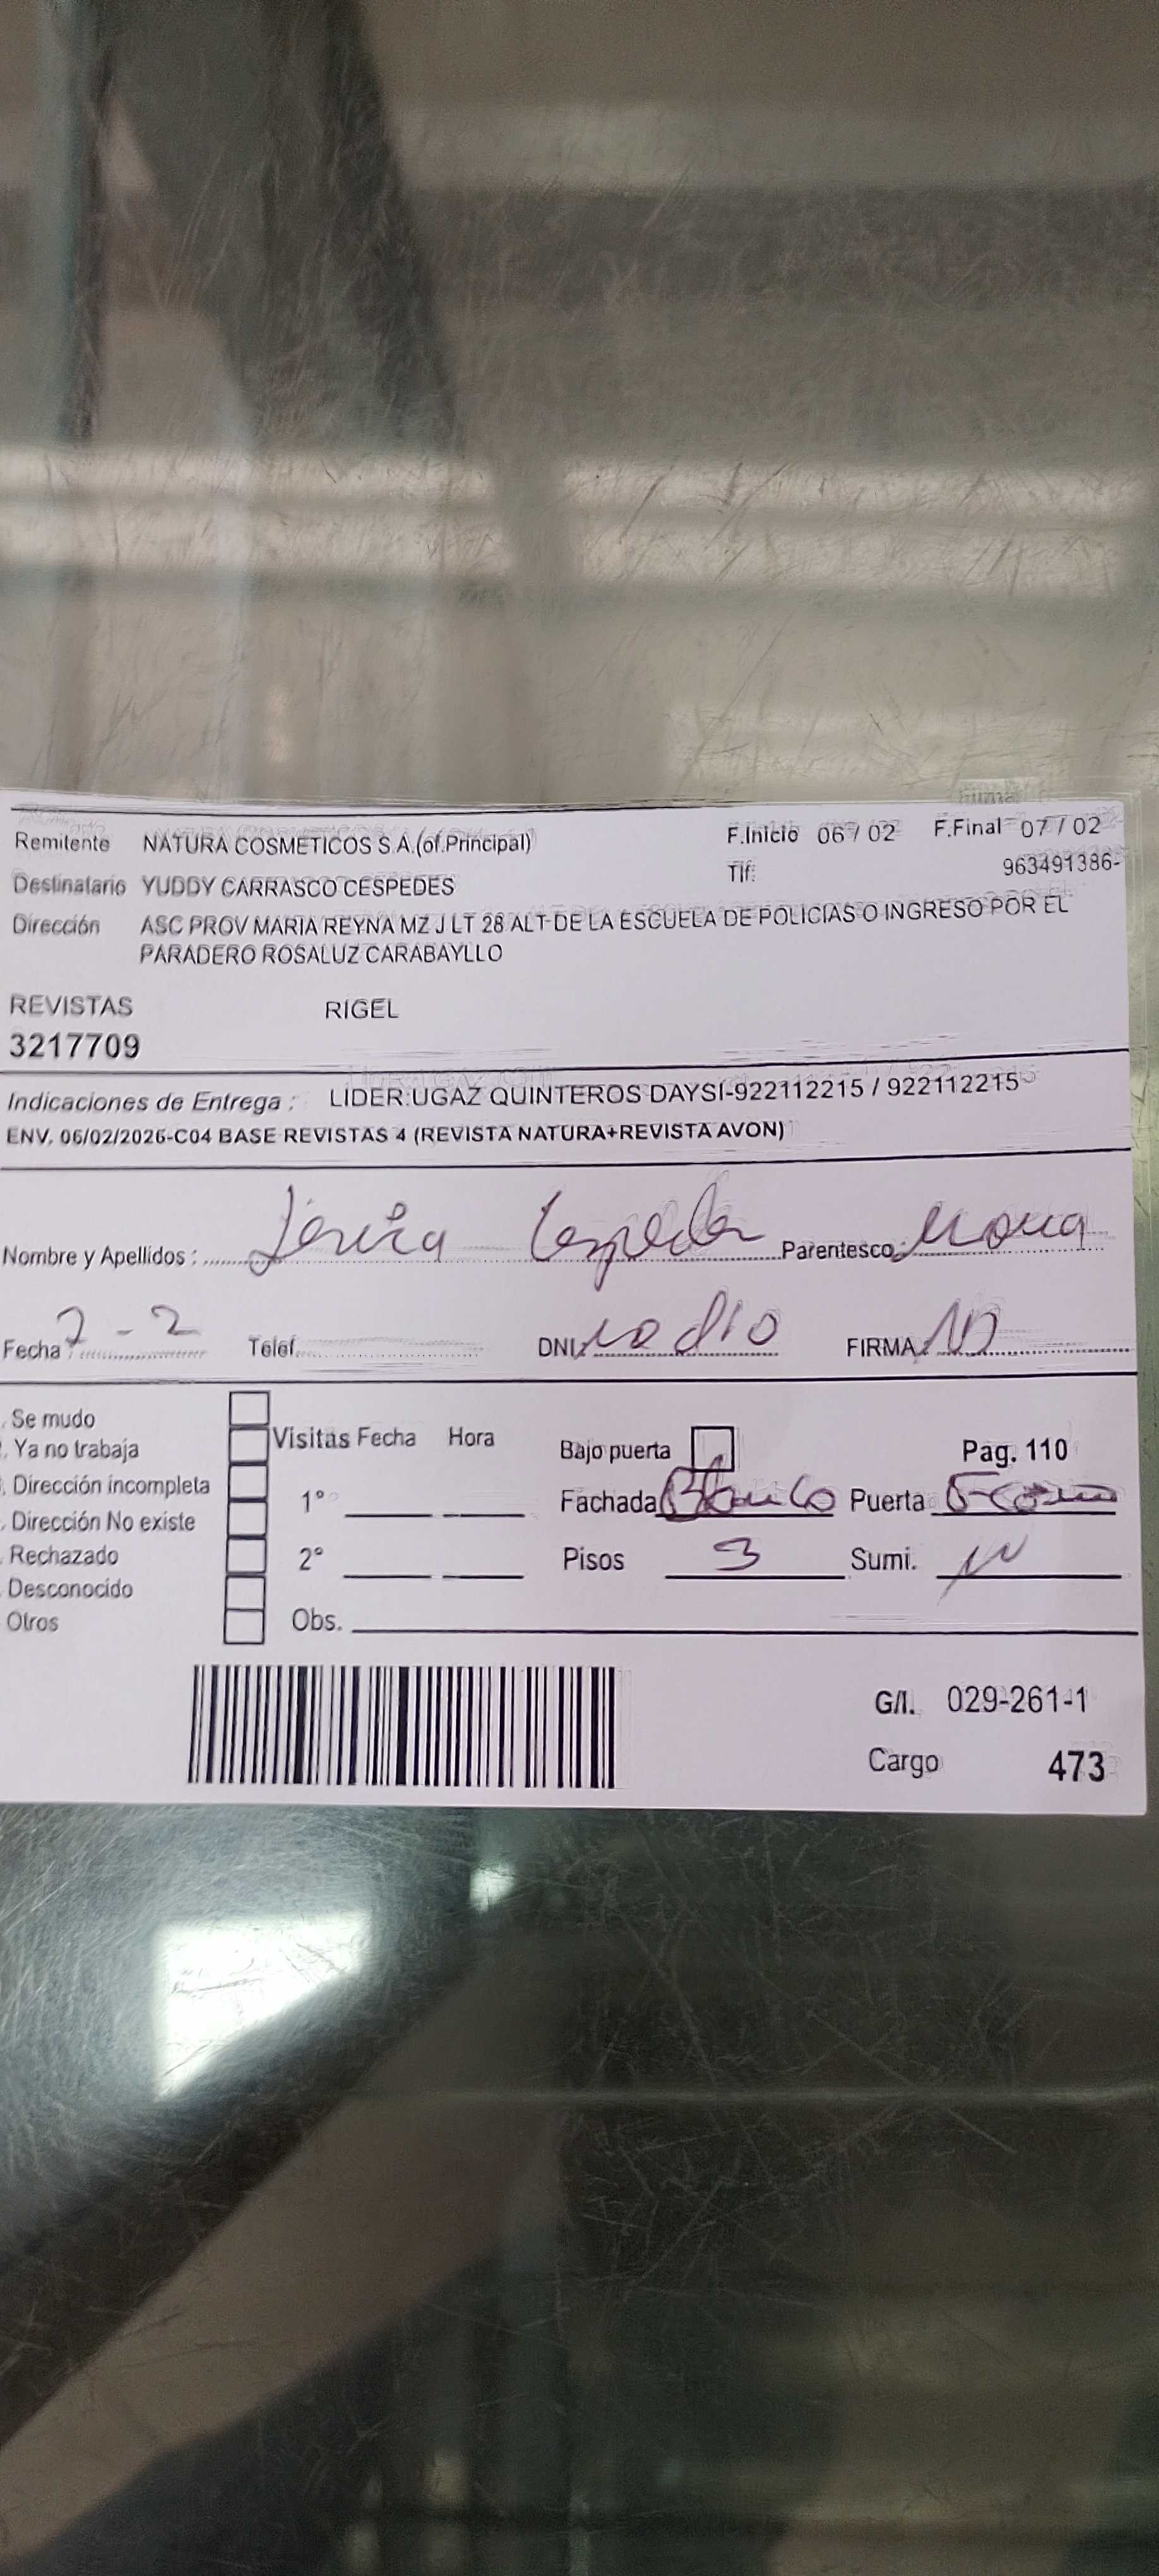 Remitente NATURA COSMETICOS S.A.(of.Principal) F.Inicio 06 / 02 F.Final 07 / 02
Tlf: 963491386-
Destinatario YUDDY CARRASCO CESPEDES
Dirección ASC PROV MARIA REYNA MZ J LT 28 ALT DE LA ESCUELA DE POLICIAS O INGRESO POR EL
PARADERO ROSALUZ CARABAYLLO
REVISTAS RIGEL
3217709
Indicaciones de Entrega : LIDER:UGAZ QUINTEROS DAYSI-922112215 / 922112215
ENV. 06/02/2026-C04 BASE REVISTAS 4 (REVISTA NATURA+REVISTA AVON)
Nombre y Apellidos : Cespedes Parentesco
Fecha 7 - 2 Telef. DNI no dio FIRMA ND
Se mudo
Ya no trabaja
Dirección incompleta
Dirección No existe
Rechazado
Desconocido
Otros
Visitas Fecha Hora
1°
2°
Obs.
Bajo puerta Pag. 110
Fachada Blanco Puerta
Pisos 3 Sumi.
G/I. 029-261-1
Cargo 473